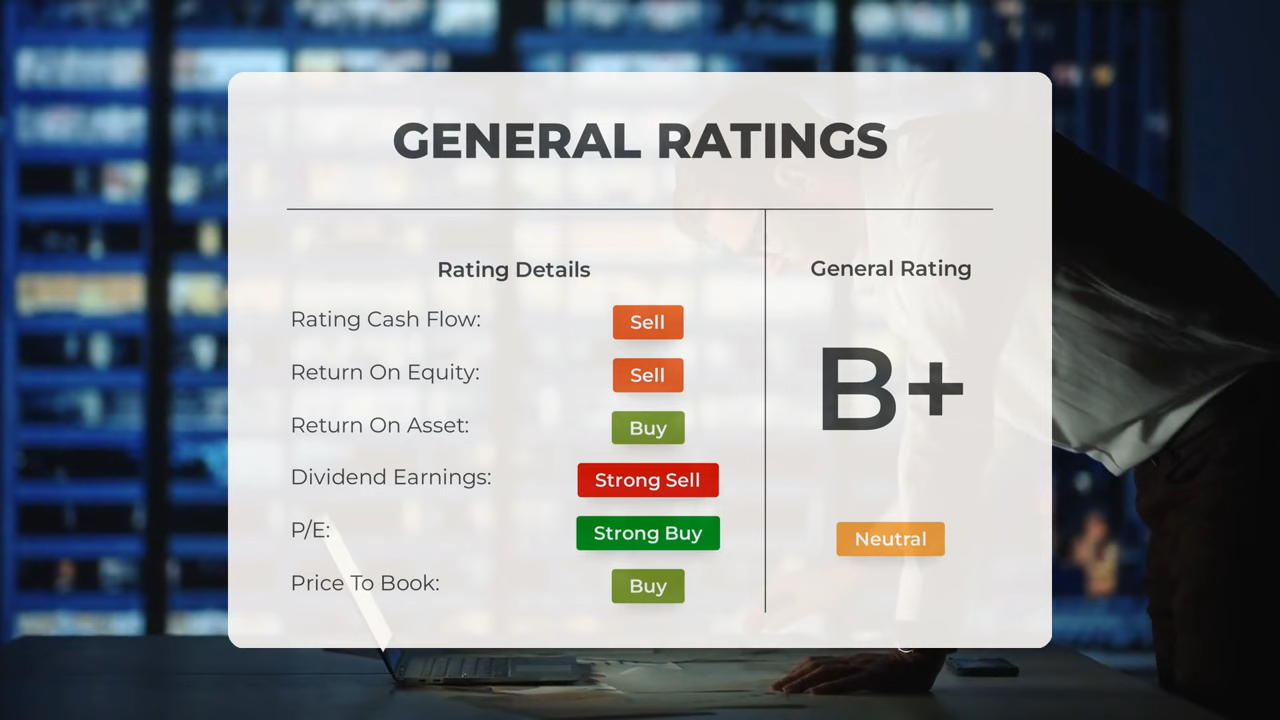 GENERAL RATINGS
Rating Details
Rating Cash Flow: Sell
Return On Equity: Sell
Return On Asset: Buy
Dividend Earnings: Strong Sell
P/E: Strong Buy
Price To Book: Buy
General Rating
B+
Neutral